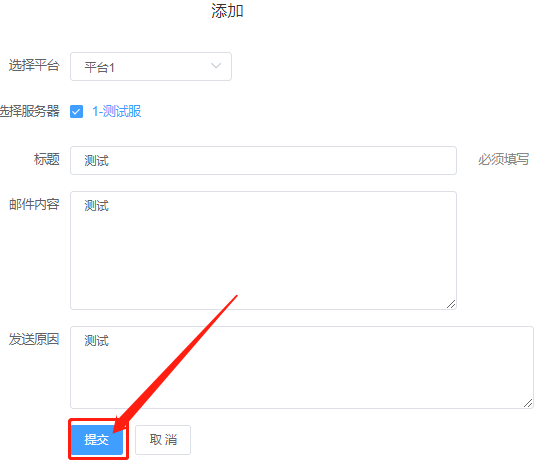 添加
选择平台 平台1
选择服务器 1-测试服
标题 测试 必须填写
邮件内容 测试
发送原因 测试
提交 取 消